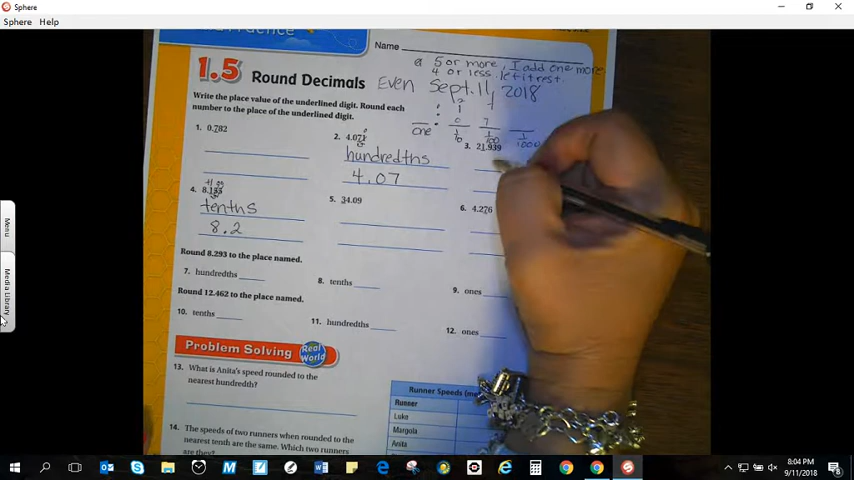 Sphere
Sphere Help
Name
1.5 Round Decimals
@ 5 or more, I add one more
4 or less. let it rest.
Even Sept. 11, 2018
Write the place value of the underlined digit. Round each
number to the place of the underlined digit.
one 1/10 1/100 1/1000
1. 0.782
2. 4.071
hundredths
4.07
3. 21.939
4. 8.153
tenths
8.2
5. 34.09
6. 4.276
Round 8.293 to the place named.
7. hundredths
8. tenths
9. ones
Round 12.462 to the place named.
10. tenths
11. hundredths
12. ones
Problem Solving Real World
13. What is Anita's speed rounded to the
nearest hundredth?
14. The speeds of two runners when rounded to the
nearest tenth are the same. Which two runners
are they?
Runner Speeds
Runner
Luke
Margola
Anita
Menu
Media Library
8:04 PM
9/11/2018